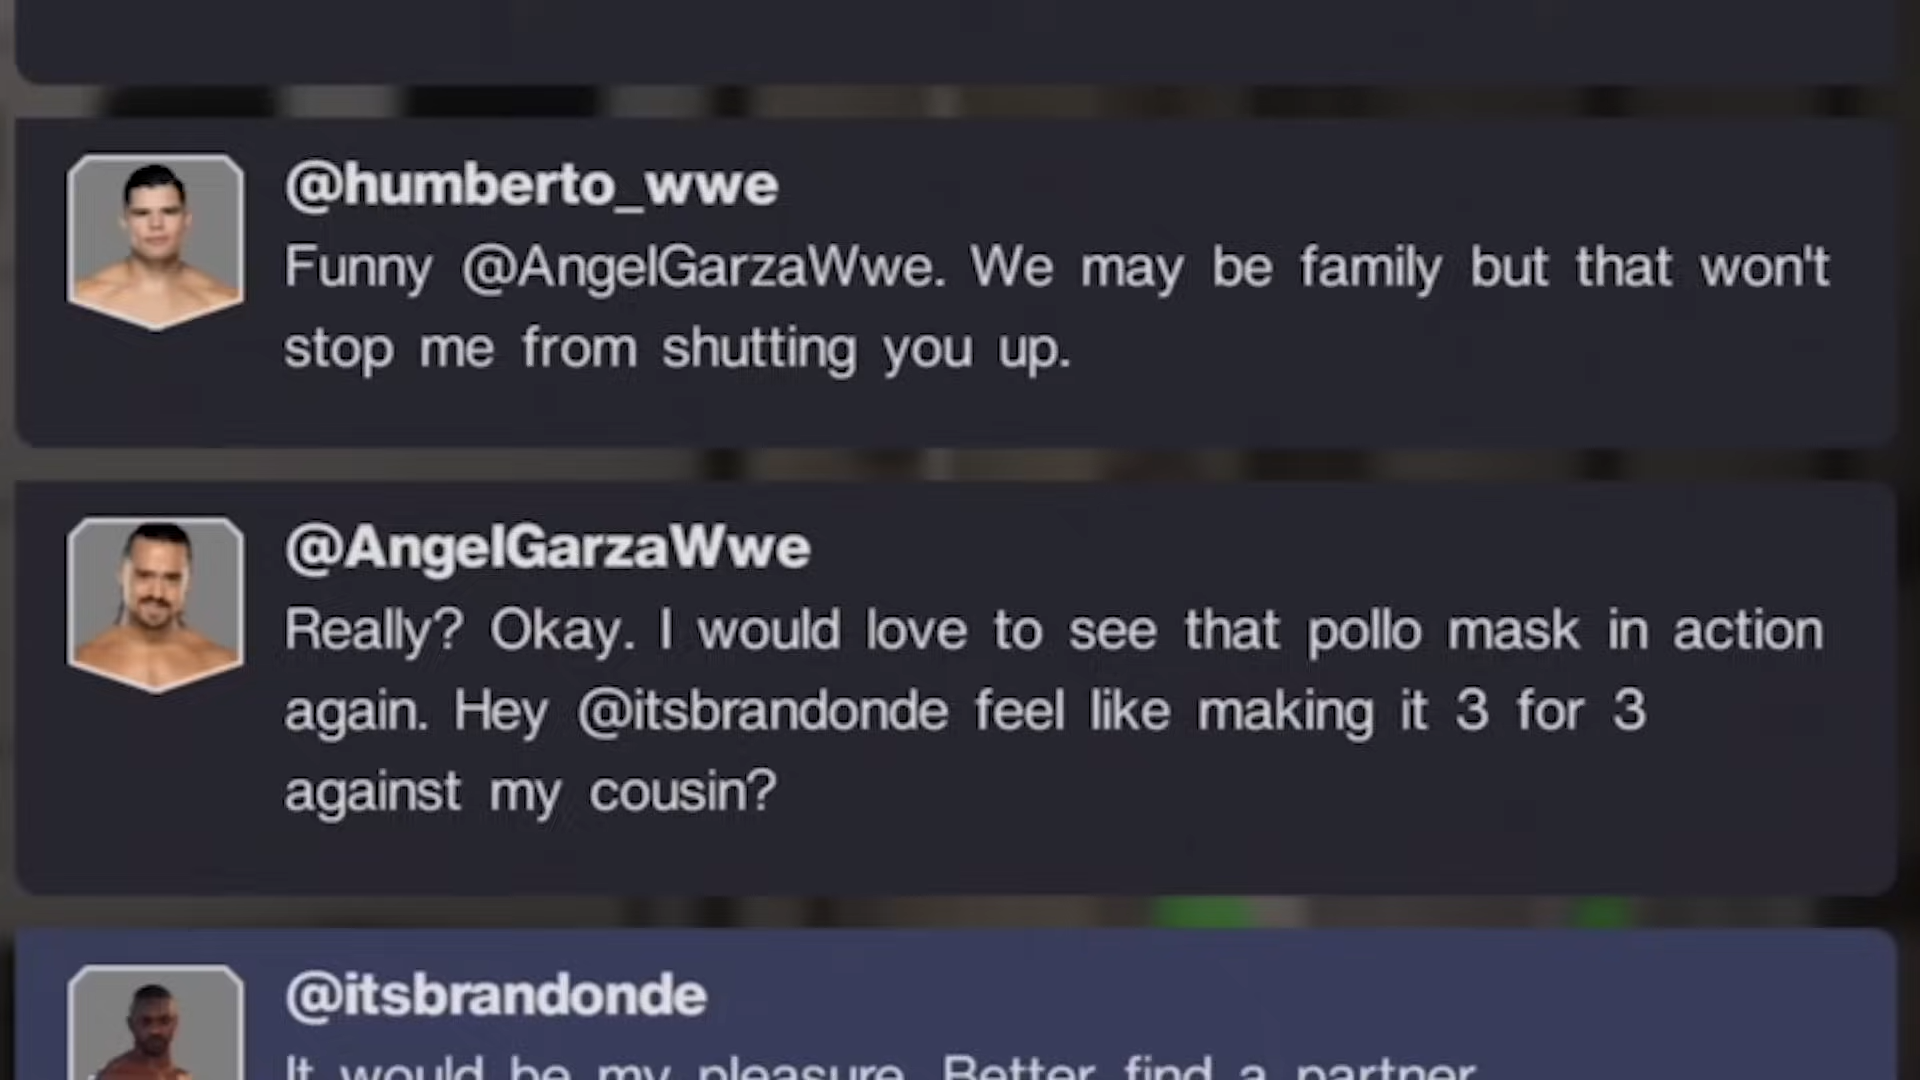 @humberto_wwe
Funny @AngelGarzaWwe. We may be family but that won't
stop me from shutting you up.
@AngelGarzaWwe
Really? Okay. I would love to see that pollo mask in action
again. Hey @itsbrandonde feel like making it 3 for 3
against my cousin?
@itsbrandonde
It would be my pleasure. Better find a partner